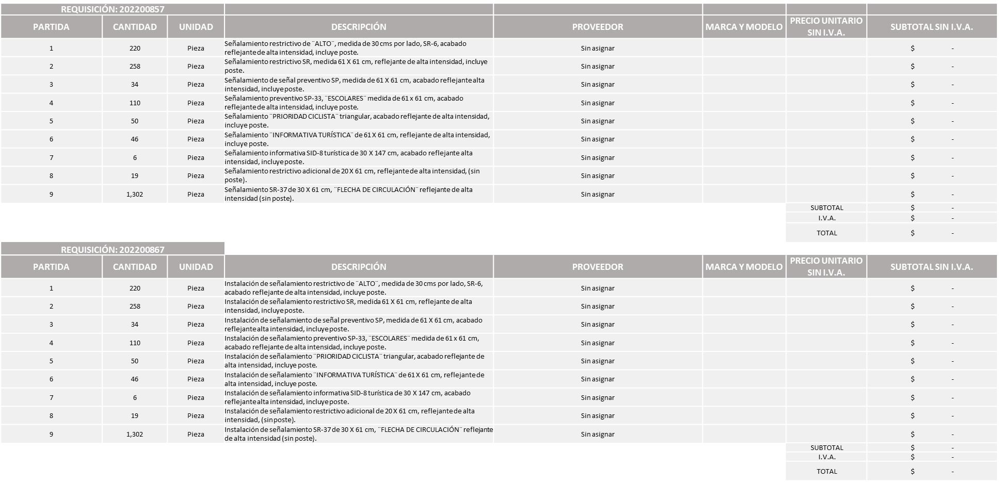 REQUISICIÓN: 202200857
PARTIDA CANTIDAD UNIDAD DESCRIPCIÓN PROVEEDOR MARCA Y MODELO PRECIO UNITARIO SIN I.V.A. SUBTOTAL SIN I.V.A.
1 220 Pieza Señalamiento restrictivo de ¨ALTO¨, medida de 30 cms por lado, SR-6, acabado reflejante de alta intensidad, incluye poste. Sin asignar $ -
2 258 Pieza Señalamiento restrictivo SR, medida 61 X 61 cm, reflejante de alta intensidad, incluye poste. Sin asignar $ -
3 34 Pieza Señalamiento de señal preventivo SP, medida de 61 X 61 cm, acabado reflejante alta intensidad, incluye poste. Sin asignar $ -
4 110 Pieza Señalamiento preventivo SP-33, ¨ESCOLARES¨ medida de 61 x 61 cm, acabado reflejante de alta intensidad, incluye poste. Sin asignar $ -
5 50 Pieza Señalamiento ¨PRIORIDAD CICLISTA¨ triangular, acabado reflejante de alta intensidad, incluye poste. Sin asignar $ -
6 46 Pieza Señalamiento ¨INFORMATIVA TURÍSTICA¨ de 61 X 61 cm, reflejante de alta intensidad, incluye poste. Sin asignar $ -
7 6 Pieza Señalamiento informativa SID-8 turística de 30 X 147 cm, acabado reflejante alta intensidad, incluye poste. Sin asignar $ -
8 19 Pieza Señalamiento restrictivo adicional de 20 X 61 cm, reflejante de alta intensidad, (sin poste). Sin asignar $ -
9 1,302 Pieza Señalamiento SR-37 de 30 X 61 cm, ¨FLECHA DE CIRCULACIÓN¨ reflejante de alta intensidad (sin poste). Sin asignar $ -
SUBTOTAL $ -
I.V.A. $ -
TOTAL $ -
REQUISICIÓN: 202200867
PARTIDA CANTIDAD UNIDAD DESCRIPCIÓN PROVEEDOR MARCA Y MODELO PRECIO UNITARIO SIN I.V.A. SUBTOTAL SIN I.V.A.
1 220 Pieza Instalación de señalamiento restrictivo de ¨ALTO¨, medida de 30 cms por lado, SR-6, acabado reflejante de alta intensidad, incluye poste. Sin asignar $ -
2 258 Pieza Instalación de señalamiento restrictivo SR, medida 61 X 61 cm, reflejante de alta intensidad, incluye poste. Sin asignar $ -
3 34 Pieza Instalación de señalamiento de señal preventivo SP, medida de 61 X 61 cm, acabado reflejante alta intensidad, incluye poste. Sin asignar $ -
4 110 Pieza Instalación de señalamiento preventivo SP-33, ¨ESCOLARES¨ medida de 61 x 61 cm, acabado reflejante de alta intensidad, incluye poste. Sin asignar $ -
5 50 Pieza Instalación de señalamiento ¨PRIORIDAD CICLISTA¨ triangular, acabado reflejante de alta intensidad, incluye poste. Sin asignar $ -
6 46 Pieza Instalación de señalamiento ¨INFORMATIVA TURÍSTICA¨ de 61 X 61 cm, reflejante de alta intensidad, incluye poste. Sin asignar $ -
7 6 Pieza Instalación de señalamiento informativa SID-8 turística de 30 X 147 cm, acabado reflejante alta intensidad, incluye poste. Sin asignar $ -
8 19 Pieza Instalación de señalamiento restrictivo adicional de 20 X 61 cm, reflejante de alta intensidad, (sin poste). Sin asignar $ -
9 1,302 Pieza Instalación de señalamiento SR-37 de 30 X 61 cm, ¨FLECHA DE CIRCULACIÓN¨ reflejante de alta intensidad (sin poste). Sin asignar $ -
SUBTOTAL $ -
I.V.A. $ -
TOTAL $ -